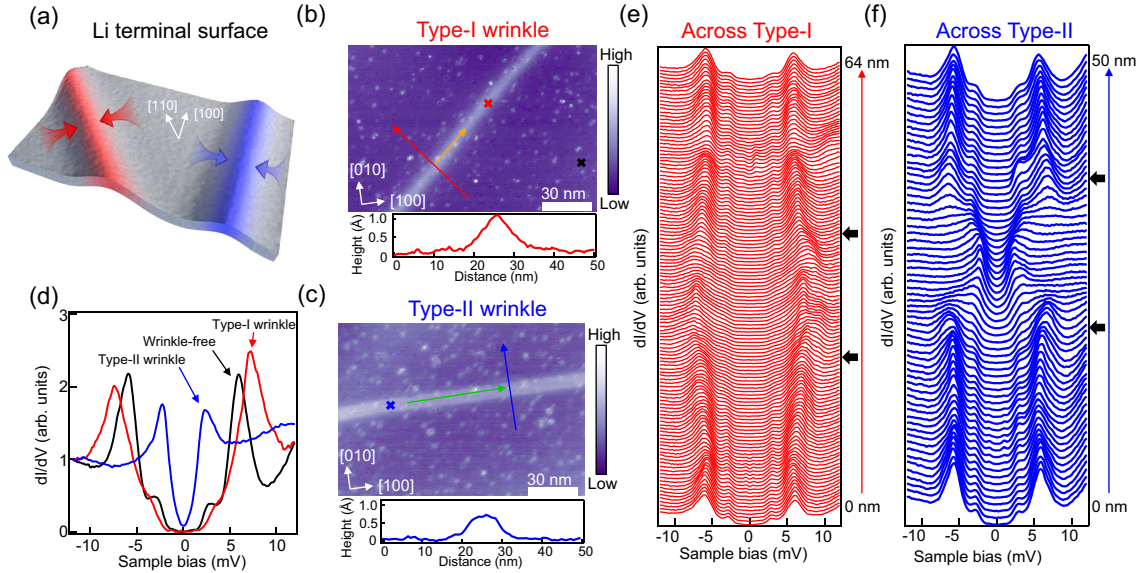 (a)
Li terminal surface
[110]
[100]
(b)
Type-I wrinkle
[010]
[100]
30 nm
High
Low
Height (Å)
1.0
0.5
0
0 10 20 30 40 50
Distance (nm)
(c)
Type-II wrinkle
[010]
[100]
30 nm
High
Low
Height (Å)
1.0
0.5
0
0 10 20 30 40 50
Distance (nm)
(d)
Type-I wrinkle
Wrinkle-free
Type-II wrinkle
dI/dV (arb. units)
3
2
1
0
-10 -5 0 5 10
Sample bias (mV)
(e)
Across Type-I
64 nm
0 nm
dI/dV (arb. units)
-10 -5 0 5 10
Sample bias (mV)
(f)
Across Type-II
50 nm
0 nm
dI/dV (arb. units)
-10 -5 0 5 10
Sample bias (mV)